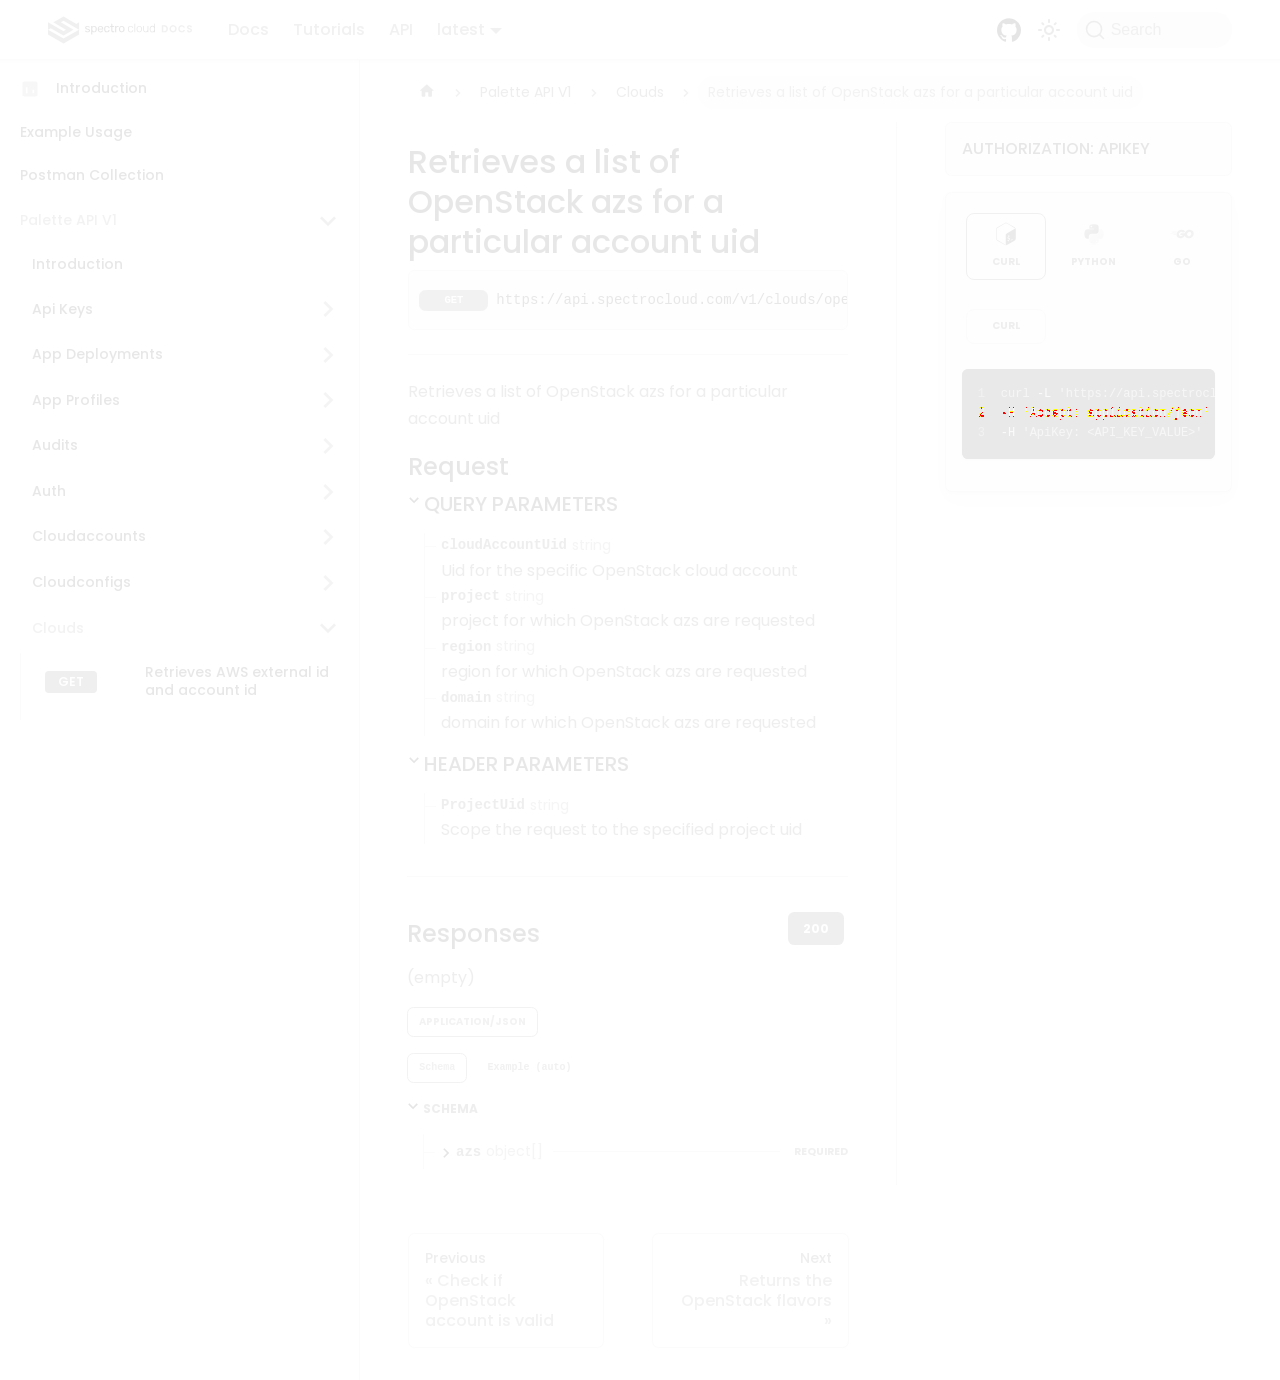 spectro cloud DOCS
Docs
Tutorials
API
latest
Search
Introduction
Example Usage
Postman Collection
Palette API V1
Introduction
Api Keys
App Deployments
App Profiles
Audits
Auth
Cloudaccounts
Cloudconfigs
Clouds
GET
Retrieves AWS external id
and account id
Palette API V1
Clouds
Retrieves a list of OpenStack azs for a particular account uid
Retrieves a list of
OpenStack azs for a
particular account uid
GET https://api.spectrocloud.com/v1/clouds/ope
Retrieves a list of OpenStack azs for a particular
account uid
Request
QUERY PARAMETERS
cloudAccountUid string
Uid for the specific OpenStack cloud account
project string
project for which OpenStack azs are requested
region string
region for which OpenStack azs are requested
domain string
domain for which OpenStack azs are requested
HEADER PARAMETERS
ProjectUid string
Scope the request to the specified project uid
Responses
200
(empty)
APPLICATION/JSON
Schema
Example (auto)
SCHEMA
azs object[]
REQUIRED
Previous
« Check if
OpenStack
account is valid
Next
Returns the
OpenStack flavors
»
AUTHORIZATION: APIKEY
CURL
PYTHON
GO
GO
CURL
1 curl -L 'https://api.spectrocl
2 -H 'Accept: application/json'
3 -H 'ApiKey: <API_KEY_VALUE>'